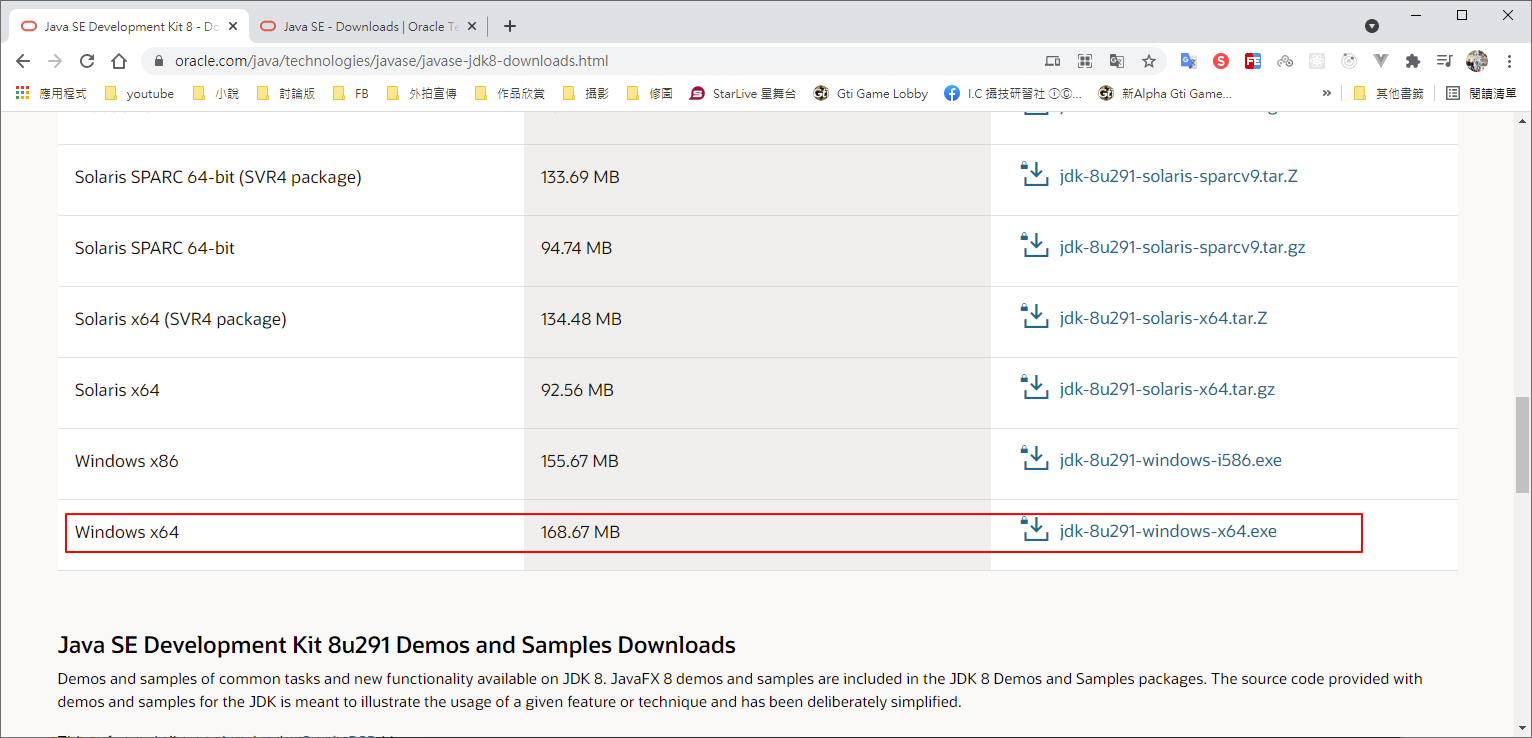 Java SE Development Kit 8 - Do
Java SE - Downloads | Oracle Te
oracle.com/java/technologies/javase/javase-jdk8-downloads.html
應用程式 youtube 小說 討論版 FB 外拍宣傳 作品欣賞 攝影 修圖 StarLive 星舞台 Gti Game Lobby I.C 攝技研習社 ⓘⒸ... 新Alpha Gti Game... » 其他書籤 閱讀清單
Solaris SPARC 64-bit (SVR4 package) 133.69 MB jdk-8u291-solaris-sparcv9.tar.Z
Solaris SPARC 64-bit 94.74 MB jdk-8u291-solaris-sparcv9.tar.gz
Solaris x64 (SVR4 package) 134.48 MB jdk-8u291-solaris-x64.tar.Z
Solaris x64 92.56 MB jdk-8u291-solaris-x64.tar.gz
Windows x86 155.67 MB jdk-8u291-windows-i586.exe
Windows x64 168.67 MB jdk-8u291-windows-x64.exe
Java SE Development Kit 8u291 Demos and Samples Downloads
Demos and samples of common tasks and new functionality available on JDK 8. JavaFX 8 demos and samples are included in the JDK 8 Demos and Samples packages. The source code provided with
demos and samples for the JDK is meant to illustrate the usage of a given feature or technique and has been deliberately simplified.